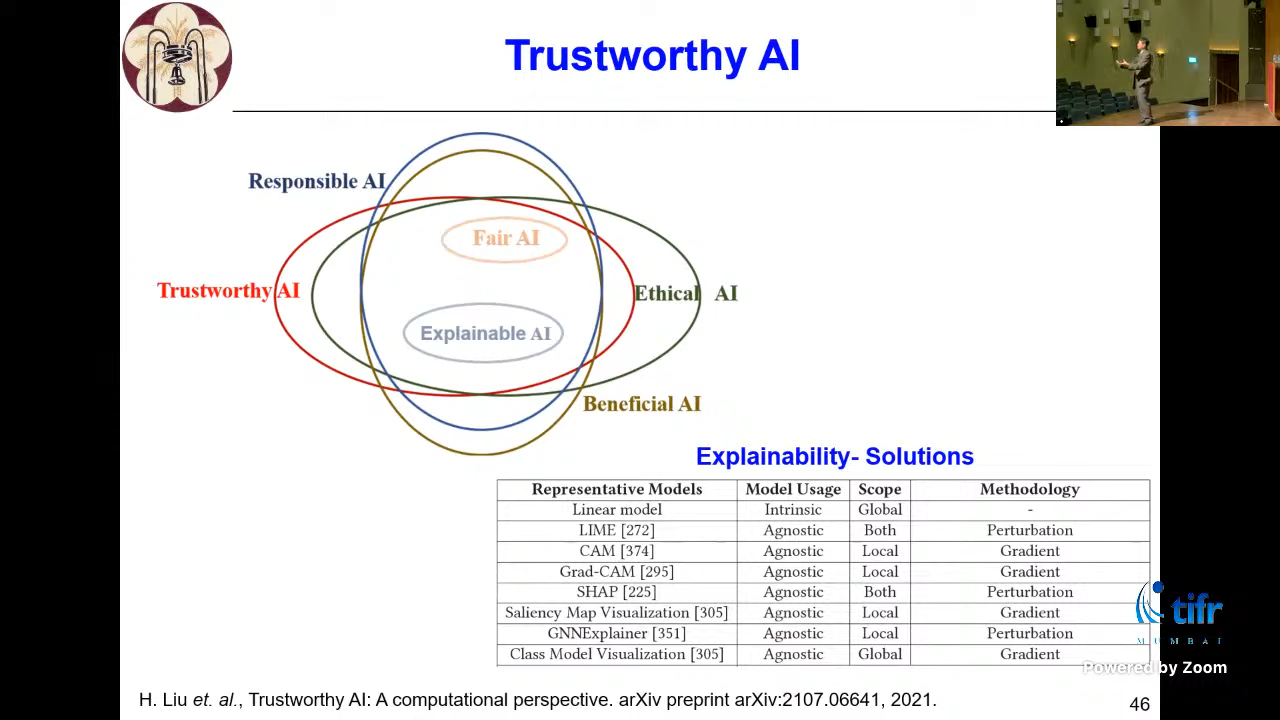 Trustworthy AI
Responsible AI
Fair AI
Trustworthy AI
Ethical AI
Explainable AI
Beneficial AI
Explainability- Solutions
Representative Models Model Usage Scope Methodology
Linear model Intrinsic Global -
LIME [272] Agnostic Both Perturbation
CAM [374] Agnostic Local Gradient
Grad-CAM [295] Agnostic Local Gradient
SHAP [225] Agnostic Both Perturbation
Saliency Map Visualization [305] Agnostic Local Gradient
GNNExplainer [351] Agnostic Local Perturbation
Class Model Visualization [305] Agnostic Global Gradient
tifr
MUMBAI
Powered by Zoom
H. Liu et. al., Trustworthy AI: A computational perspective. arXiv preprint arXiv:2107.06641, 2021.
46